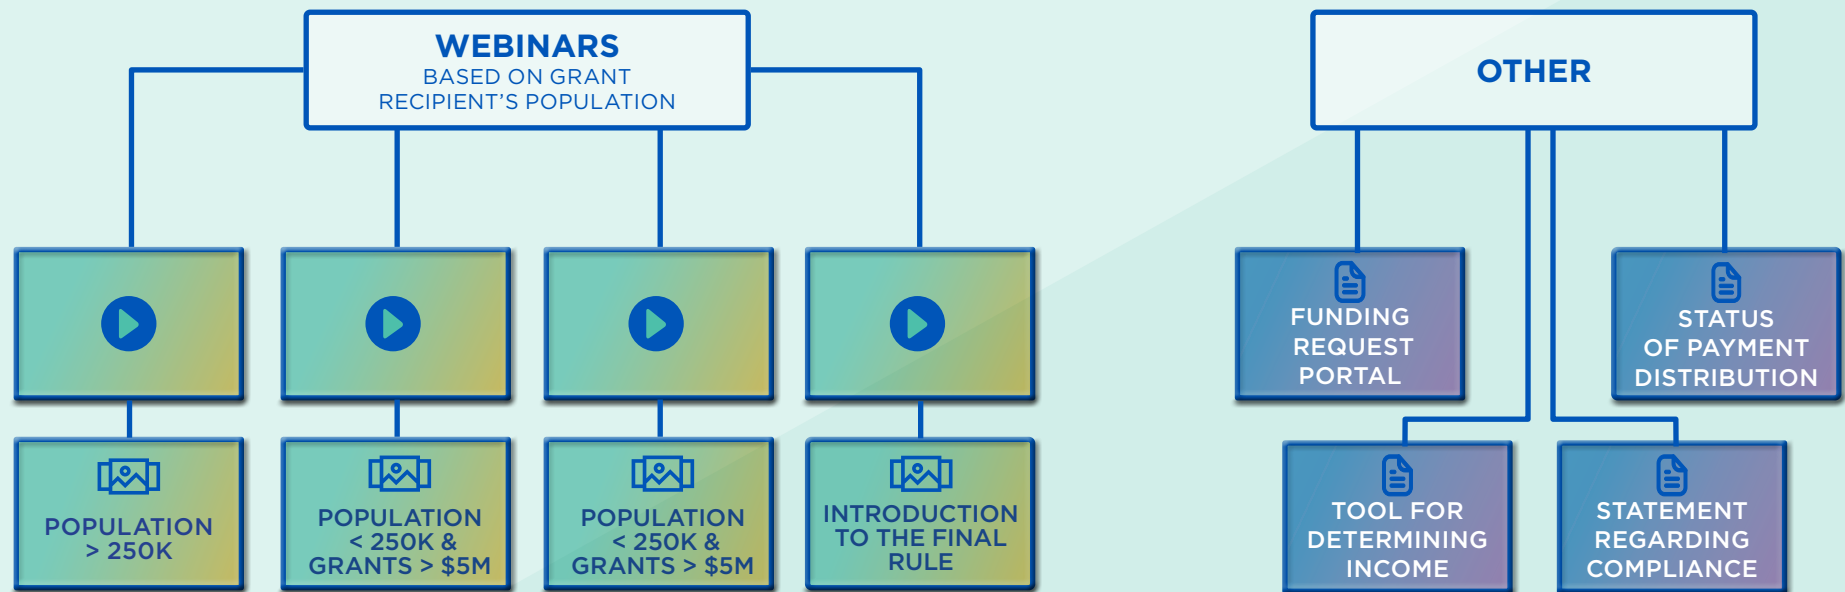 WEBINARS
BASED ON GRANT
RECIPIENT'S POPULATION
POPULATION
> 250K
POPULATION
< 250K &
GRANTS > $5M
POPULATION
< 250K &
GRANTS > $5M
INTRODUCTION
TO THE FINAL
RULE
OTHER
FUNDING
REQUEST
PORTAL
STATUS
OF PAYMENT
DISTRIBUTION
TOOL FOR
DETERMINING
INCOME
STATEMENT
REGARDING
COMPLIANCE